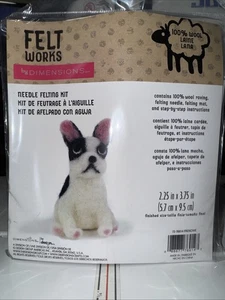 FELT
WORKS
DIMENSIONS
100% WOOL
LAINE
LANA
NEEDLE FELTING KIT
KIT DE FEUTRAGE À L'AIGUILLE
KIT DE AFELPADO CON AGUJA
contains 100% wool roving,
felting needle, felting mat,
and step-by-step instructions
contient 100% laine cardée,
aiguille à feutrer, tapis de
feutrage, et instructions
étape-par-étape
consta 100% lana mecha,
aguja de afelpar, tapete de
afelpar, e instrucciones
paso-a-paso
2.25 in x 3.75 in
(5.7 cm x 9.5 cm)